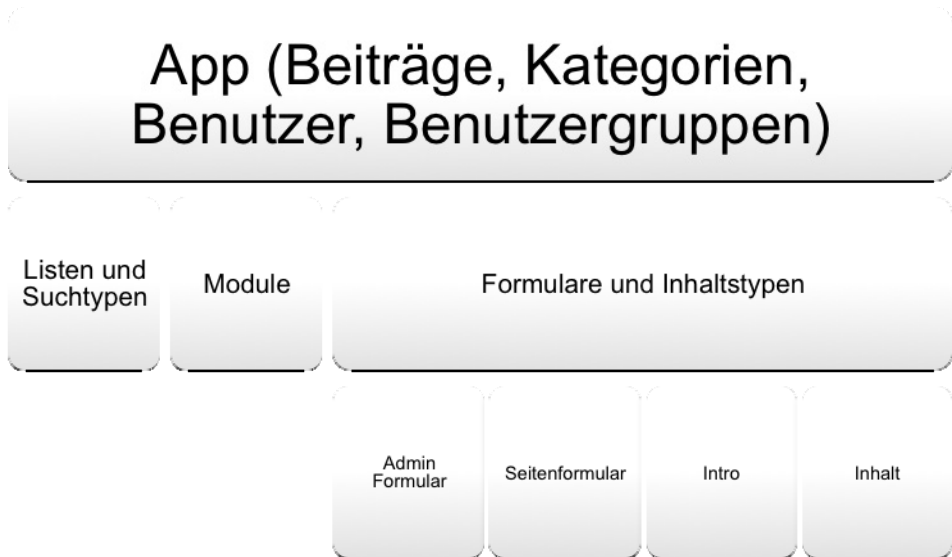 App (Beiträge, Kategorien,
Benutzer, Benutzergruppen)
Listen und
Suchtypen
Module
Formulare und Inhaltstypen
Admin
Formular
Seitenformular
Intro
Inhalt